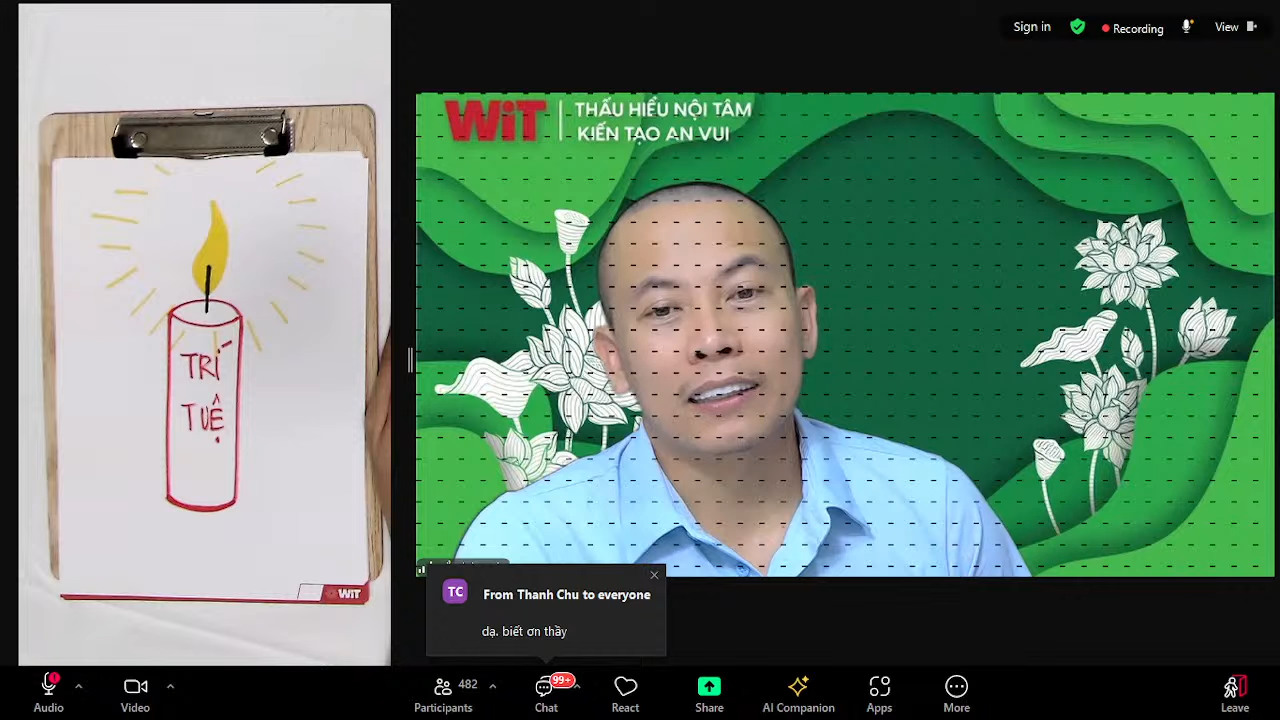 Sign in
Recording
View
WiT
THẤU HIỂU NỘI TÂM
KIẾN TẠO AN VUI
TRÍ
TUỆ
WiT
TC
From Thanh Chu to everyone
dạ. biết ơn thầy
482
99+
Audio
Video
Participants
Chat
React
Share
AI Companion
Apps
More
Leave